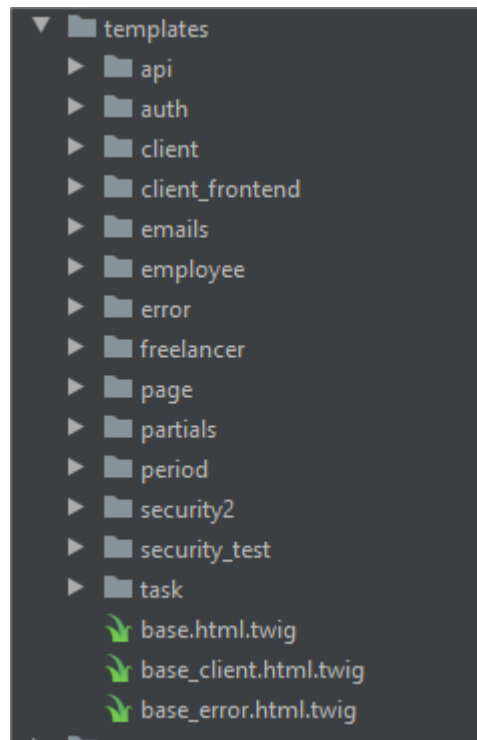 templates
api
auth
client
client_frontend
emails
employee
error
freelancer
page
partials
period
security2
security_test
task
base.html.twig
base_client.html.twig
base_error.html.twig